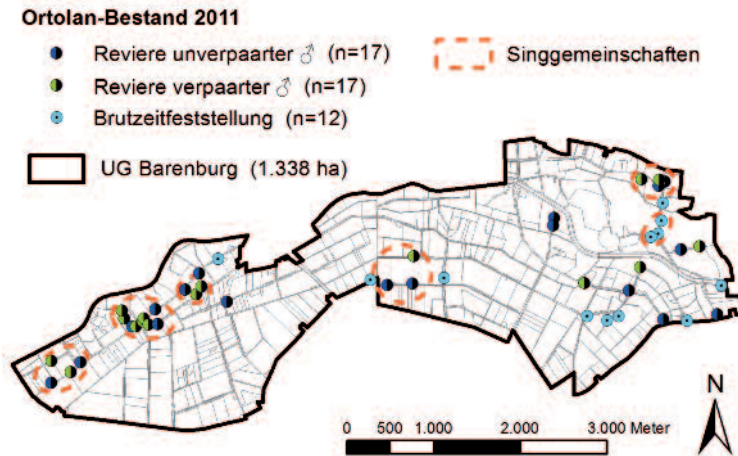 Ortolan-Bestand 2011
Reviere unverpaarter ♂ (n=17)
Singgemeinschaften
Reviere verpaarter ♂ (n=17)
Brutzeitfeststellung (n=12)
UG Barenburg (1.338 ha)
N
0 500 1.000 2.000 3.000 Meter